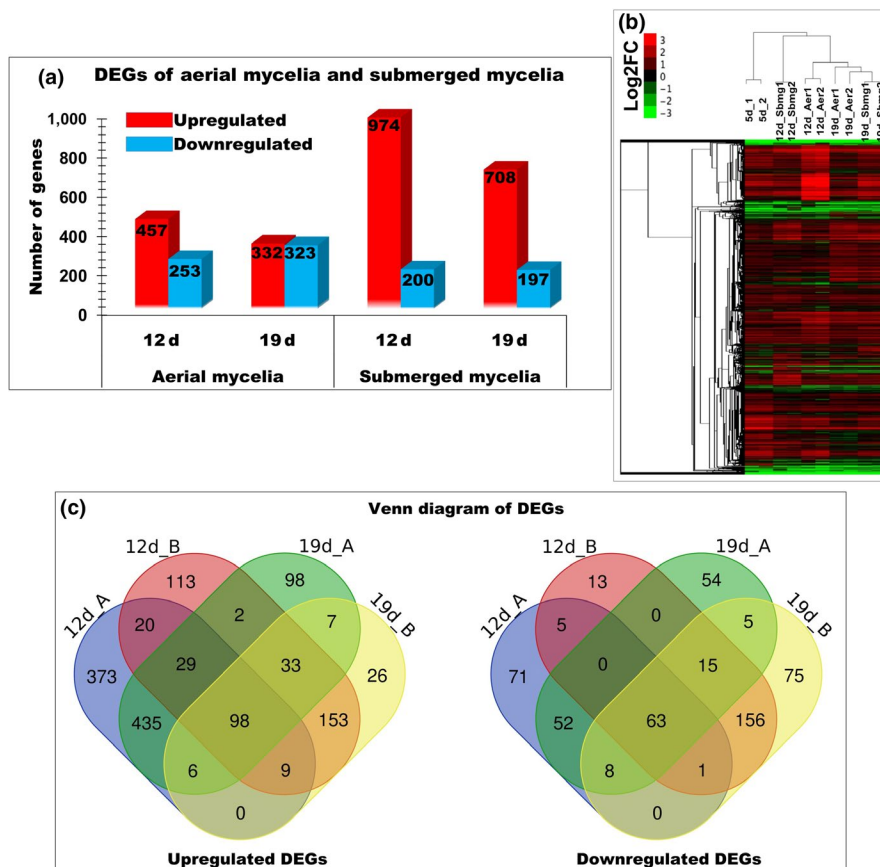 (a)
DEGs of aerial mycelia and submerged mycelia
Number of genes
1,000
800
600
400
200
0
Upregulated
Downregulated
457
253
332
323
974
200
708
197
12 d
19 d
12 d
19 d
Aerial mycelia
Submerged mycelia
(b)
Log2FC
3
2
1
0
−1
−2
−3
5d_1
5d_2
12d_Sbmg1
12d_Sbmg2
12d_Aer1
12d_Aer2
19d_Aer1
19d_Aer2
19d_Sbmg1
(c)
Venn diagram of DEGs
12d_A
12d_B
19d_A
19d_B
113
98
20
2
7
373
29
33
26
435
98
153
6
9
0
Upregulated DEGs
12d_A
12d_B
19d_A
19d_B
13
54
5
0
5
71
0
15
75
52
63
156
8
1
0
Downregulated DEGs